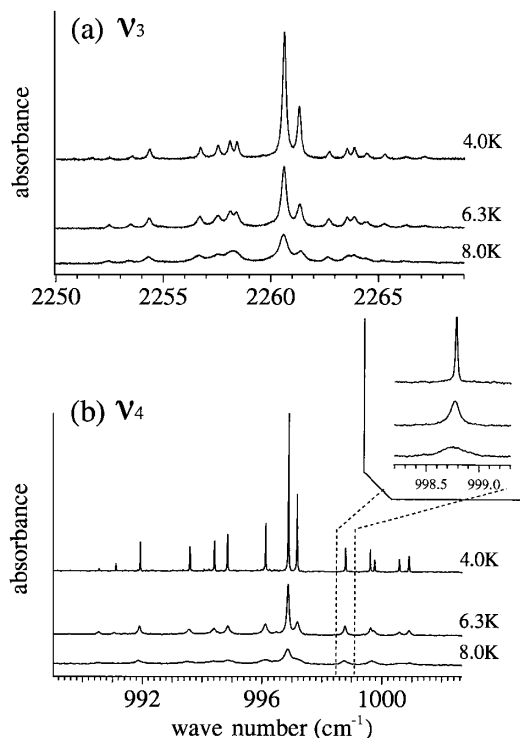 (a) ν3
absorbance
4.0K
6.3K
8.0K
2250 2255 2260 2265
(b) ν4
998.5 999.0
absorbance
4.0K
6.3K
8.0K
992 996 1000
wave number (cm-1)